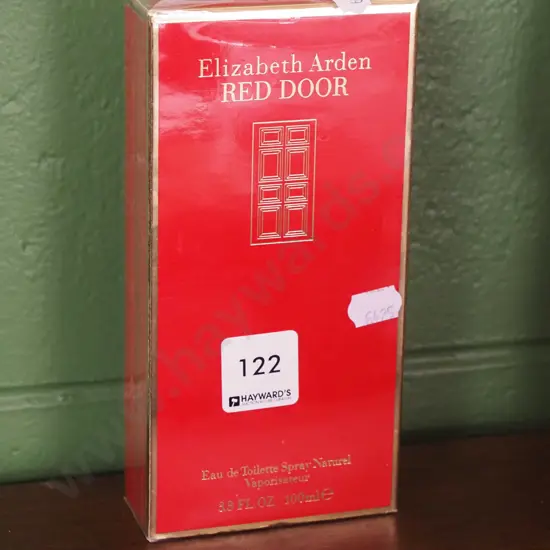 Elizabeth Arden
RED DOOR
122
HAYWARD'S
Eau de Toilette Spray Naturel
Vaporisateur
3.3 FL. OZ. 100ml e